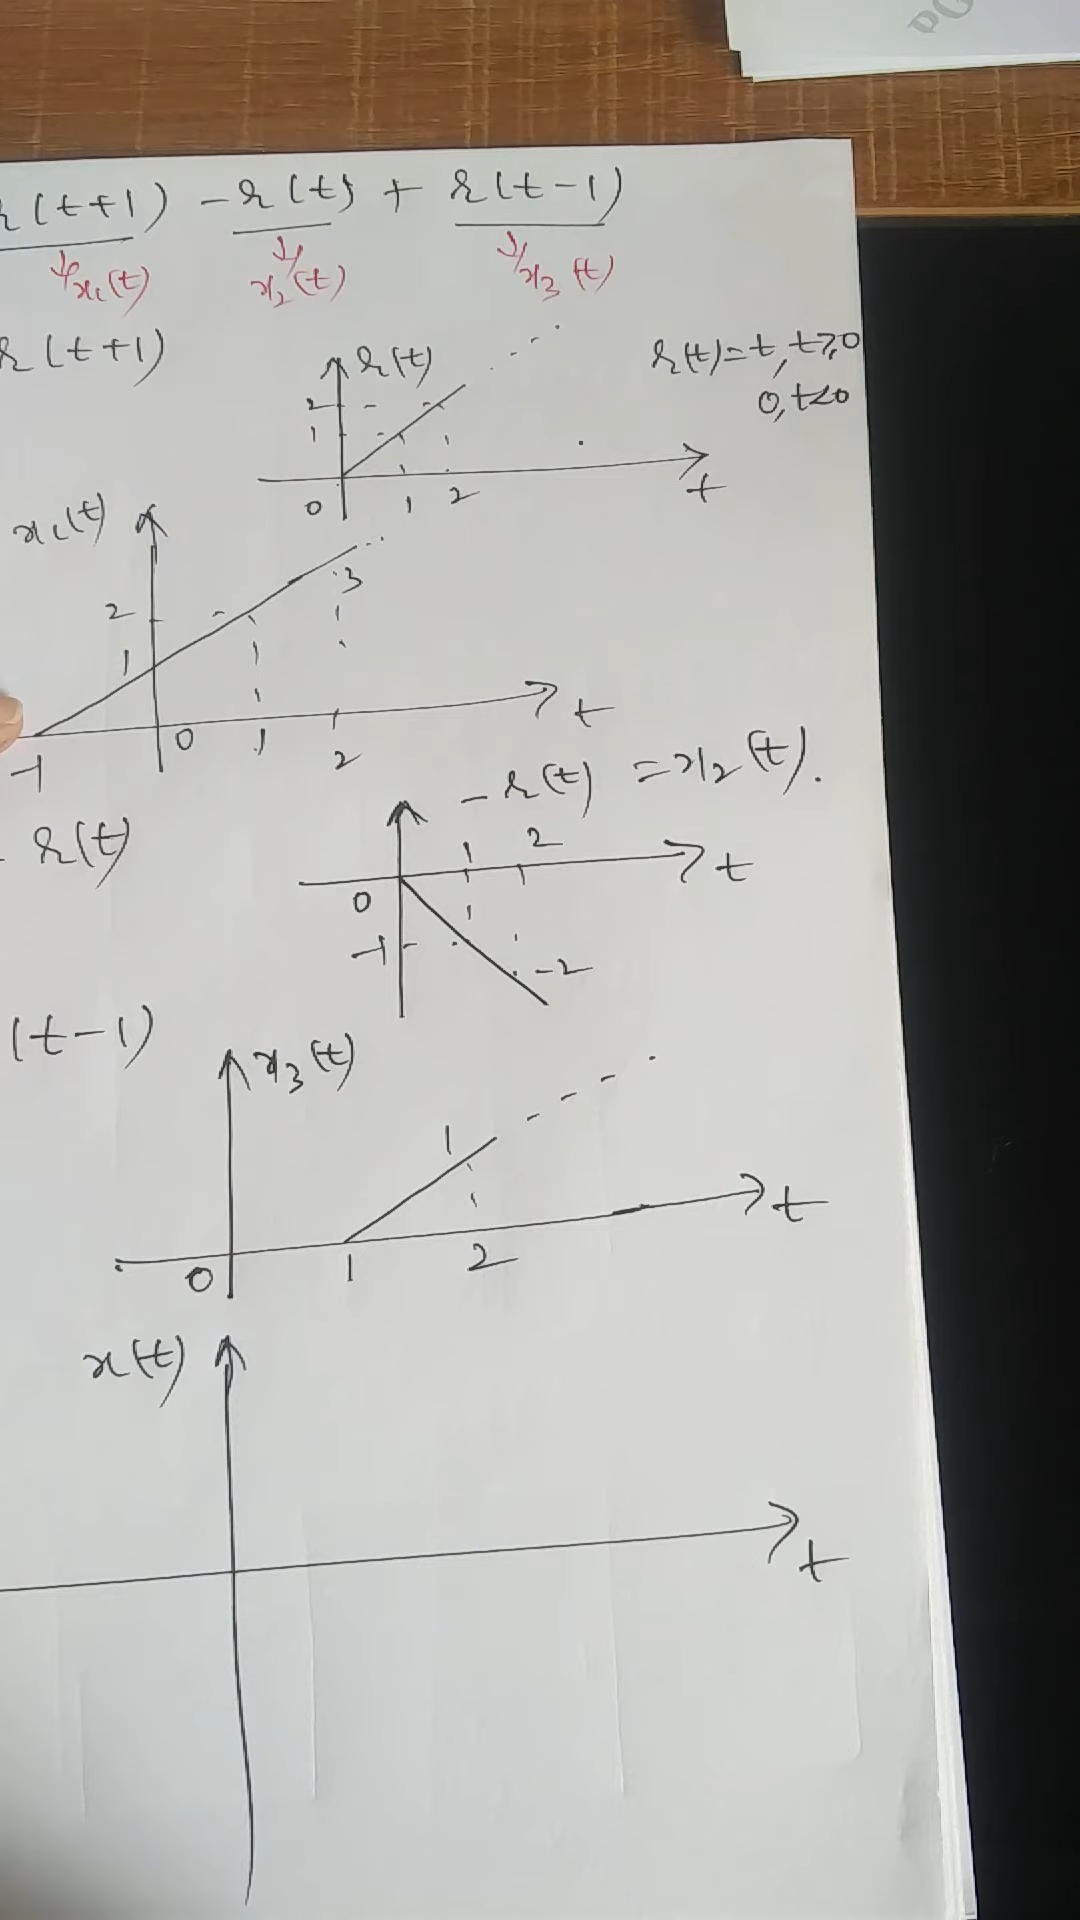 r(t+1) - r(t) + r(t-1)
x₁(t) x₂(t) x₃(t)
r(t+1)
r(t)
r(t)=t, t≥0
0, t<0
2
1
0 1 2 t
x₁(t)
3
2
1
-1 0 1 2 t
-r(t) = x₂(t).
- r(t)
1 2 t
0
-1
-2
(t-1)
x₃(t)
1
0 1 2 t
x(t)
t